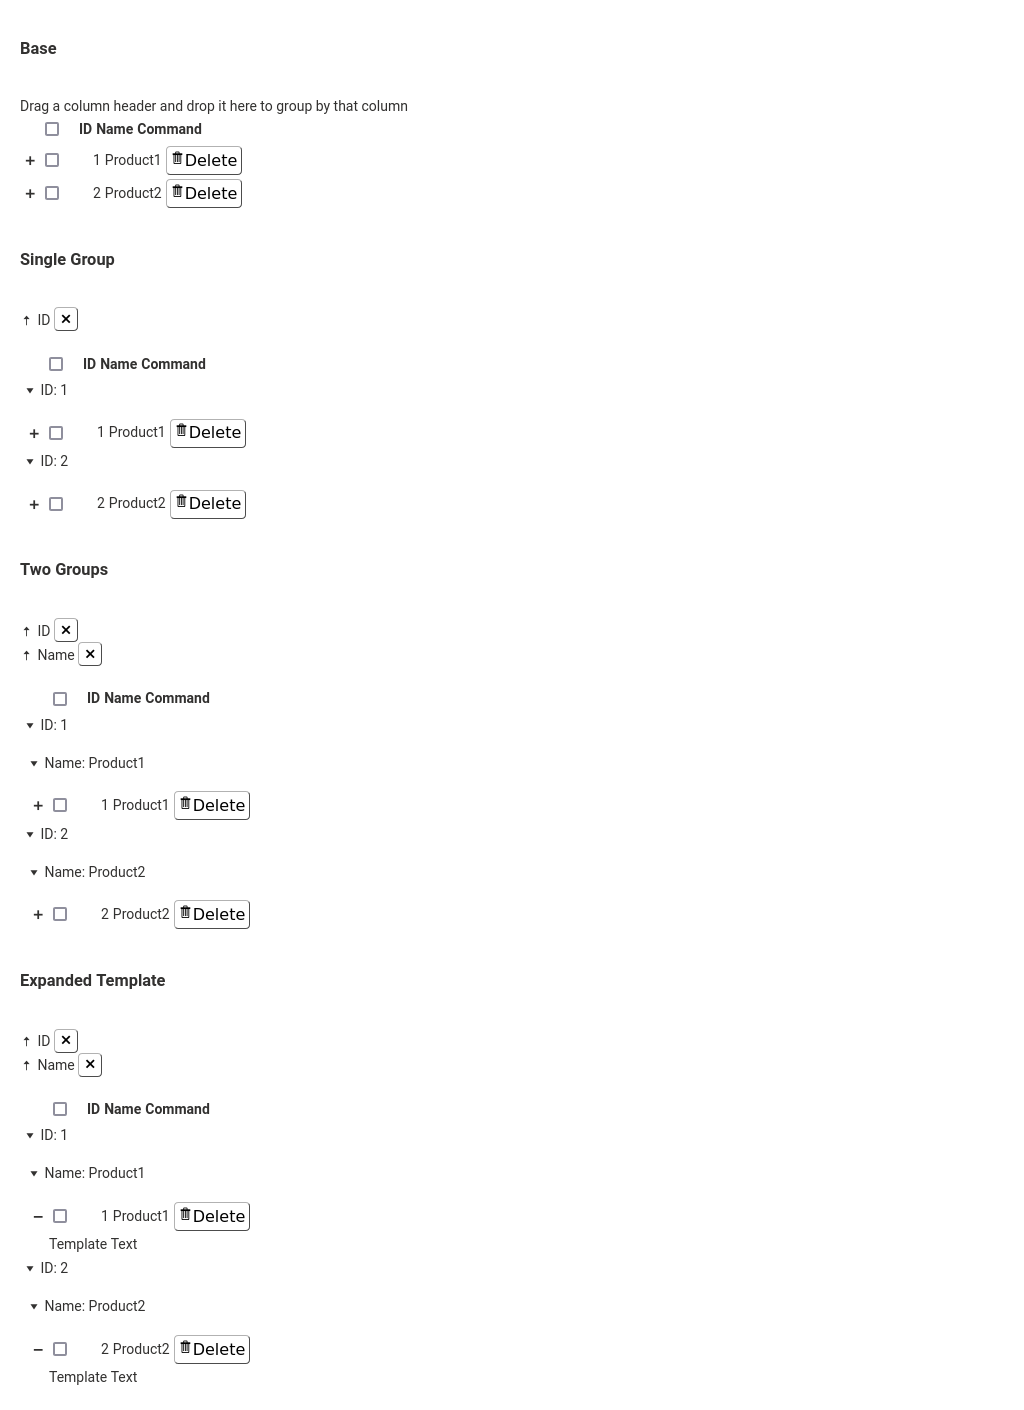 Base
Drag a column header and drop it here to group by that column
ID Name Command
+ 1 Product1 Delete
+ 2 Product2 Delete
Single Group
↑ ID ×
ID Name Command
ID: 1
+ 1 Product1 Delete
ID: 2
+ 2 Product2 Delete
Two Groups
↑ ID ×
↑ Name ×
ID Name Command
ID: 1
Name: Product1
+ 1 Product1 Delete
ID: 2
Name: Product2
+ 2 Product2 Delete
Expanded Template
↑ ID ×
↑ Name ×
ID Name Command
ID: 1
Name: Product1
− 1 Product1 Delete
Template Text
ID: 2
Name: Product2
− 2 Product2 Delete
Template Text